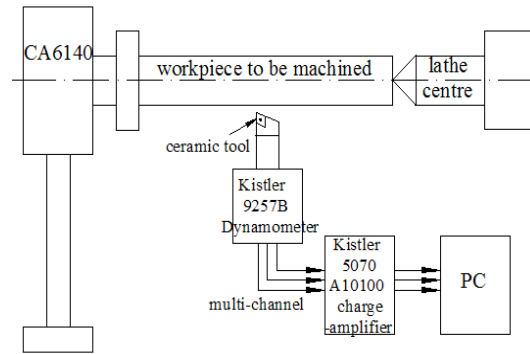 CA6140
workpiece to be machined
lathe
centre
ceramic tool
Kistler
9257B
Dynamometer
multi-channel
Kistler
5070
A10100
charge
-amplifier
PC